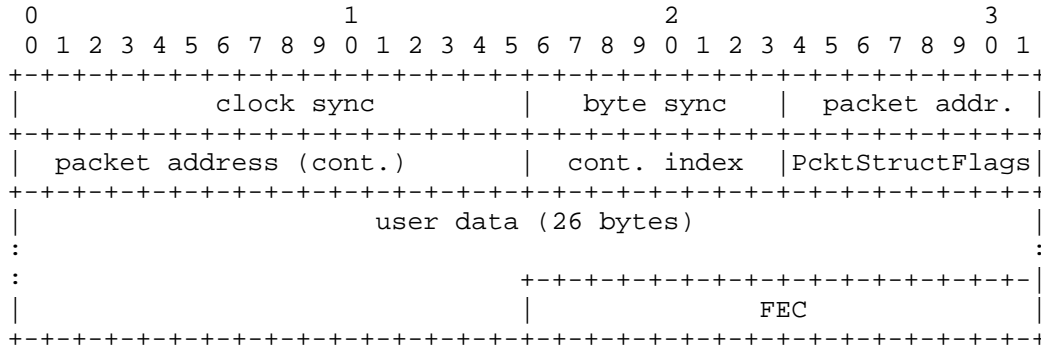 0                   1                   2                   3
0 1 2 3 4 5 6 7 8 9 0 1 2 3 4 5 6 7 8 9 0 1 2 3 4 5 6 7 8 9 0 1
+-+-+-+-+-+-+-+-+-+-+-+-+-+-+-+-+-+-+-+-+-+-+-+-+-+-+-+-+-+-+-+-+
|           clock sync          |   byte sync   |  packet addr. |
+-+-+-+-+-+-+-+-+-+-+-+-+-+-+-+-+-+-+-+-+-+-+-+-+-+-+-+-+-+-+-+-+
|  packet address (cont.)       |  cont. index  |PcktStructFlags|
+-+-+-+-+-+-+-+-+-+-+-+-+-+-+-+-+-+-+-+-+-+-+-+-+-+-+-+-+-+-+-+-+
|                     user data (26 bytes)                      |
:                                                               :
:                               +-+-+-+-+-+-+-+-+-+-+-+-+-+-+-+-|
|                               |              FEC              |
+-+-+-+-+-+-+-+-+-+-+-+-+-+-+-+-+-+-+-+-+-+-+-+-+-+-+-+-+-+-+-+-+